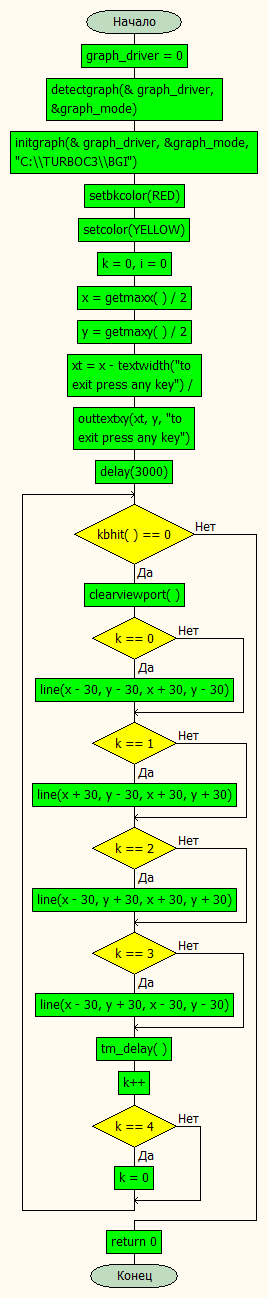 Начало
graph_driver = 0
detectgraph(& graph_driver,
&graph_mode)
initgraph(& graph_driver, &graph_mode,
"C:\\TURBOC3\\BGI")
setbkcolor(RED)
setcolor(YELLOW)
k = 0, i = 0
x = getmaxx( ) / 2
y = getmaxy( ) / 2
xt = x - textwidth("to
exit press any key") /
outtextxy(xt, y, "to
exit press any key")
delay(3000)
kbhit( ) == 0
Нет
Да
clearviewport( )
k == 0
Нет
Да
line(x - 30, y - 30, x + 30, y - 30)
k == 1
Нет
Да
line(x + 30, y - 30, x + 30, y + 30)
k == 2
Нет
Да
line(x - 30, y + 30, x + 30, y + 30)
k == 3
Нет
Да
line(x - 30, y + 30, x - 30, y - 30)
tm_delay( )
k++
k == 4
Нет
Да
k = 0
return 0
Конец